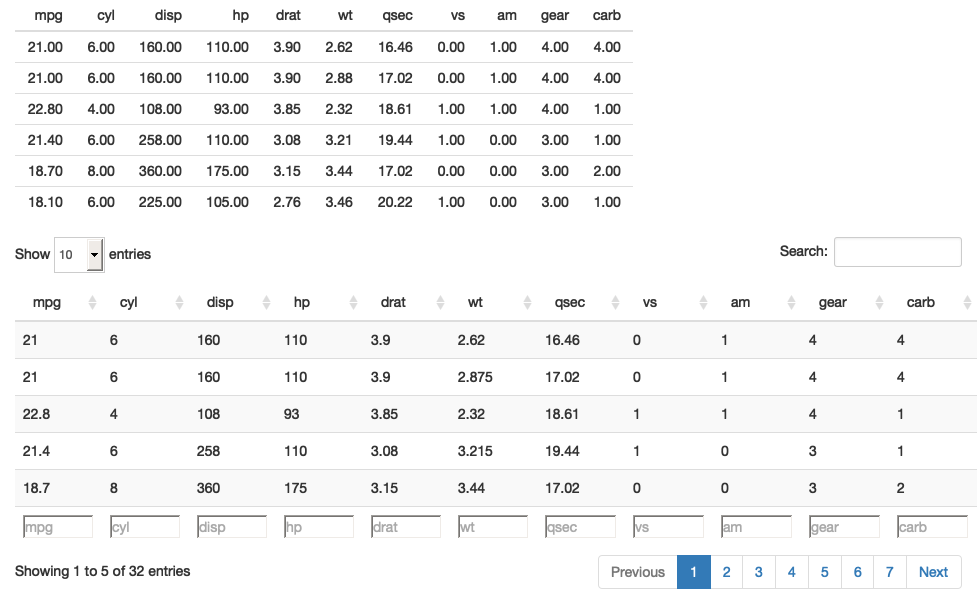 mpg cyl disp hp drat wt qsec vs am gear carb
21.00 6.00 160.00 110.00 3.90 2.62 16.46 0.00 1.00 4.00 4.00
21.00 6.00 160.00 110.00 3.90 2.88 17.02 0.00 1.00 4.00 4.00
22.80 4.00 108.00 93.00 3.85 2.32 18.61 1.00 1.00 4.00 1.00
21.40 6.00 258.00 110.00 3.08 3.21 19.44 1.00 0.00 3.00 1.00
18.70 8.00 360.00 175.00 3.15 3.44 17.02 0.00 0.00 3.00 2.00
18.10 6.00 225.00 105.00 2.76 3.46 20.22 1.00 0.00 3.00 1.00
Show 10 entries Search:
mpg cyl disp hp drat wt qsec vs am gear carb
21 6 160 110 3.9 2.62 16.46 0 1 4 4
21 6 160 110 3.9 2.875 17.02 0 1 4 4
22.8 4 108 93 3.85 2.32 18.61 1 1 4 1
21.4 6 258 110 3.08 3.215 19.44 1 0 3 1
18.7 8 360 175 3.15 3.44 17.02 0 0 3 2
mpg cyl disp hp drat wt qsec vs am gear carb
Showing 1 to 5 of 32 entries Previous 1 2 3 4 5 6 7 Next